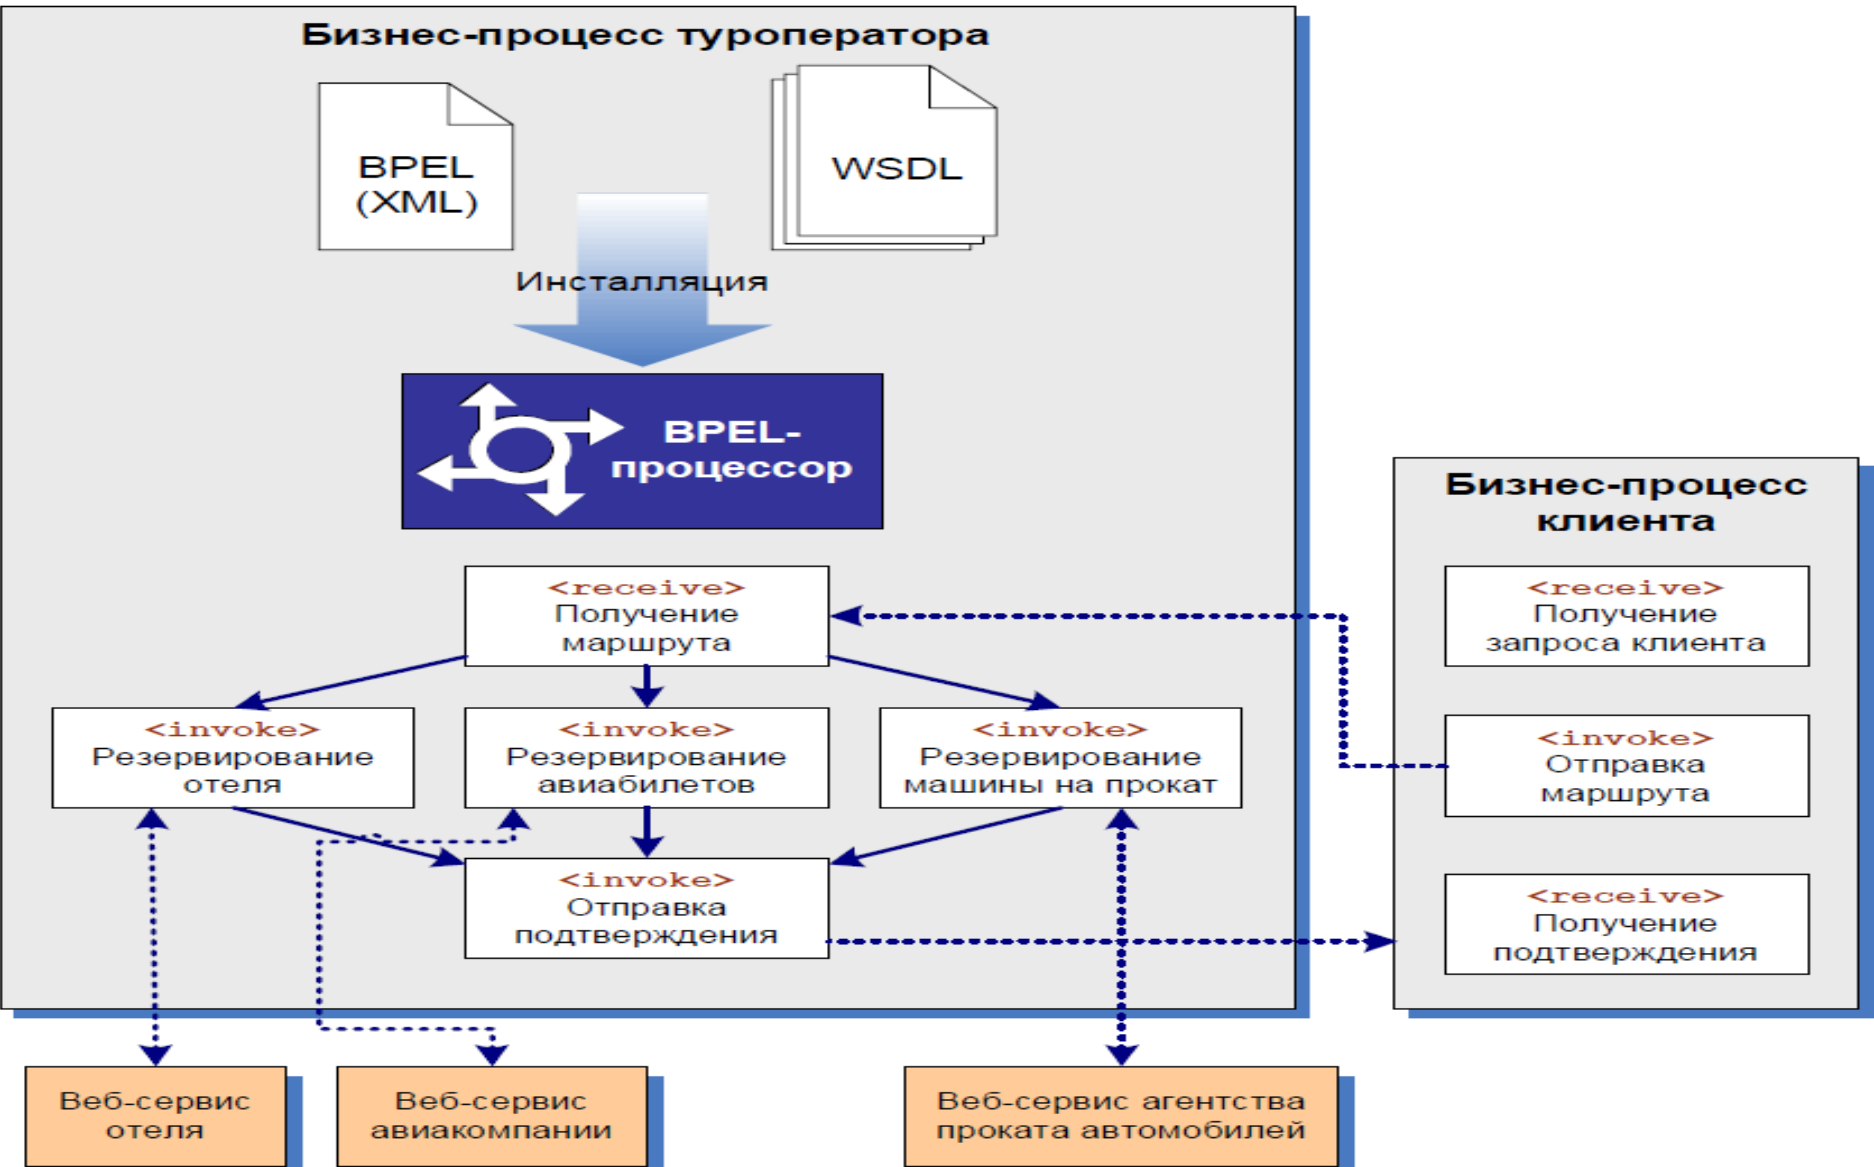 Бизнес-процесс туроператора
BPEL
(XML)
WSDL
Инсталляция
BPEL-
процессор
<receive>
Получение
маршрута
<invoke>
Резервирование
отеля
<invoke>
Резервирование
авиабилетов
<invoke>
Резервирование
машины на прокат
<invoke>
Отправка
подтверждения
Бизнес-процесс
клиента
<receive>
Получение
запроса клиента
<invoke>
Отправка
маршрута
<receive>
Получение
подтверждения
Веб-сервис
отеля
Веб-сервис
авиакомпании
Веб-сервис агентства
проката автомобилей